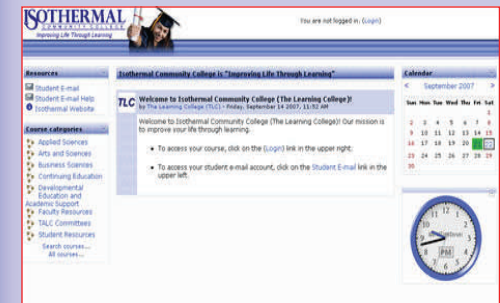 ISOTHERMAL
COMMUNITY COLLEGE
Improving Life Through Learning
You are not logged in. (Login)
Resources
Student E-mail
Student E-mail Help
Isothermal Website
Course categories
Applied Sciences
Arts and Sciences
Business Sciences
Continuing Education
Developmental
Education and
Academic Support
Faculty Resources
TALC Committees
Student Resources
Search courses...
All courses...
Isothermal Community College is "Improving Life Through Learning"
TLC
Welcome to Isothermal Community College (The Learning College)!
by The Learning College (TLC) - Friday, September 14 2007, 11:52 AM
Welcome to Isothermal Community College (The Learning College)! Our mission is
to improve your life through learning.
• To access your course, click on the (Login) link in the upper right.
• To access your student e-mail account, click on the Student E-mail link in the
upper left.
Calendar
< September 2007 >
Sun Mon Tue Wed Thu Fri Sat
1
2 3 4 5 6 7 8
9 10 11 12 13 14 15
16 17 18 19 20 21 22
23 24 25 26 27 28 29
30
PM